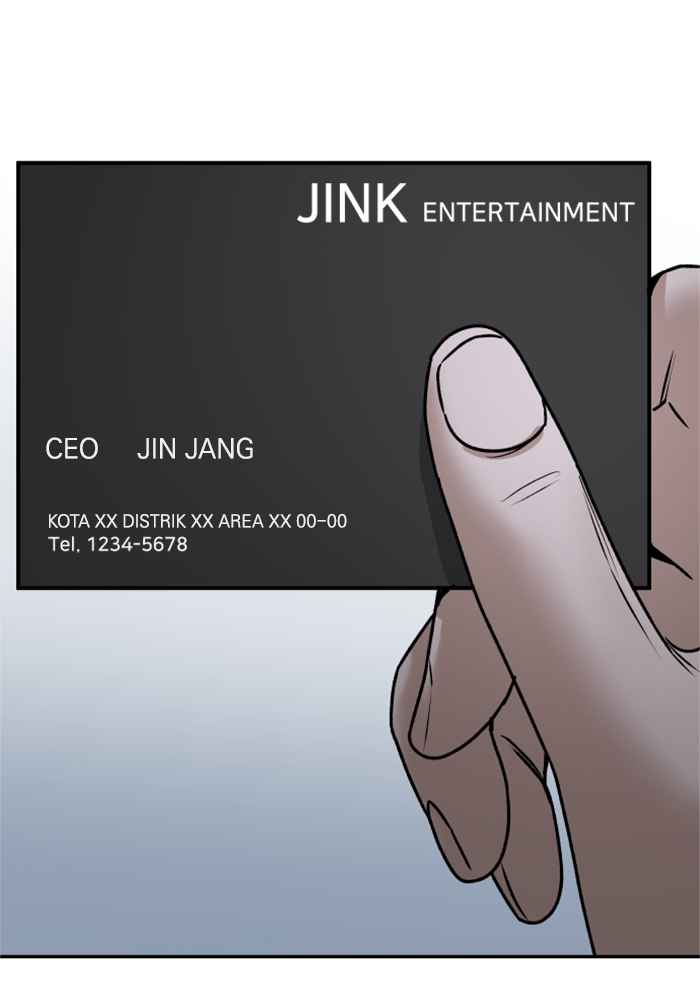 JINK ENTERTAINMENT
CEO JIN JANG
KOTA XX DISTRIK XX AREA XX 00-00
Tel. 1234-5678